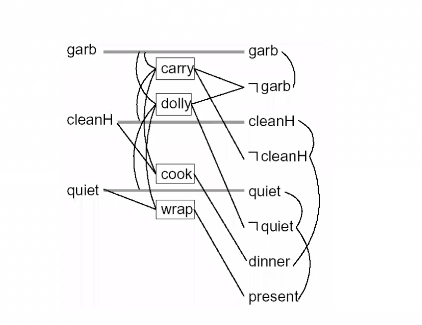 garb
garb
carry
¬garb
dolly
cleanH
cleanH
¬cleanH
cook
quiet
quiet
wrap
¬quiet
dinner
present